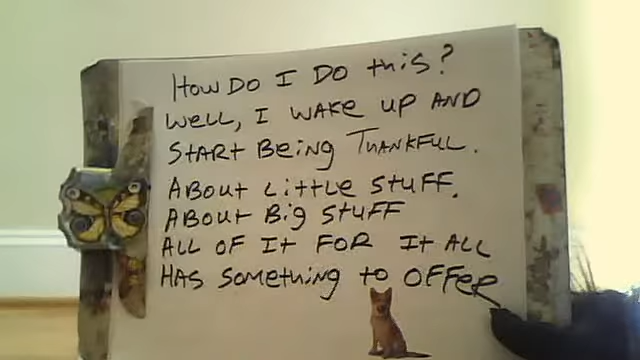 How Do I Do this?
Well, I WAKE up AND
START Being THANKFUL.
ABOUT Little STUFF.
ABOUT Big STUFF
ALL OF It FOR It ALL
HAS Something to OFFER